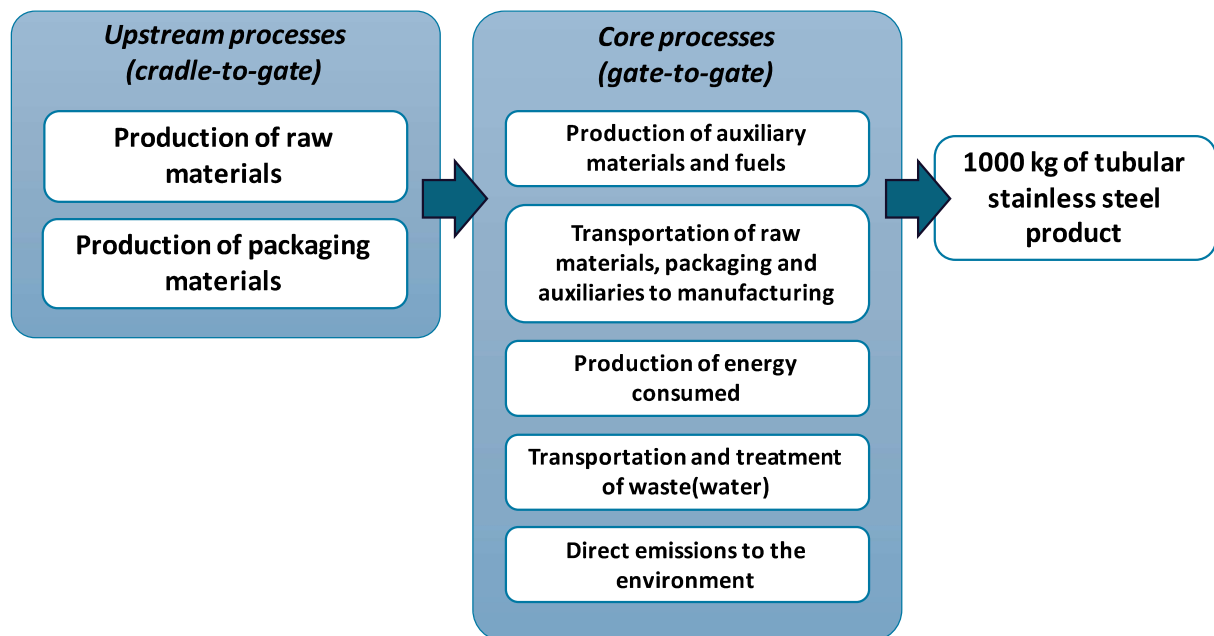 Upstream processes
(cradle-to-gate)
Production of raw
materials
Production of packaging
materials
Core processes
(gate-to-gate)
Production of auxiliary
materials and fuels
Transportation of raw
materials, packaging and
auxiliaries to manufacturing
Production of energy
consumed
Transportation and treatment
of waste(water)
Direct emissions to the
environment
1000 kg of tubular
stainless steel
product